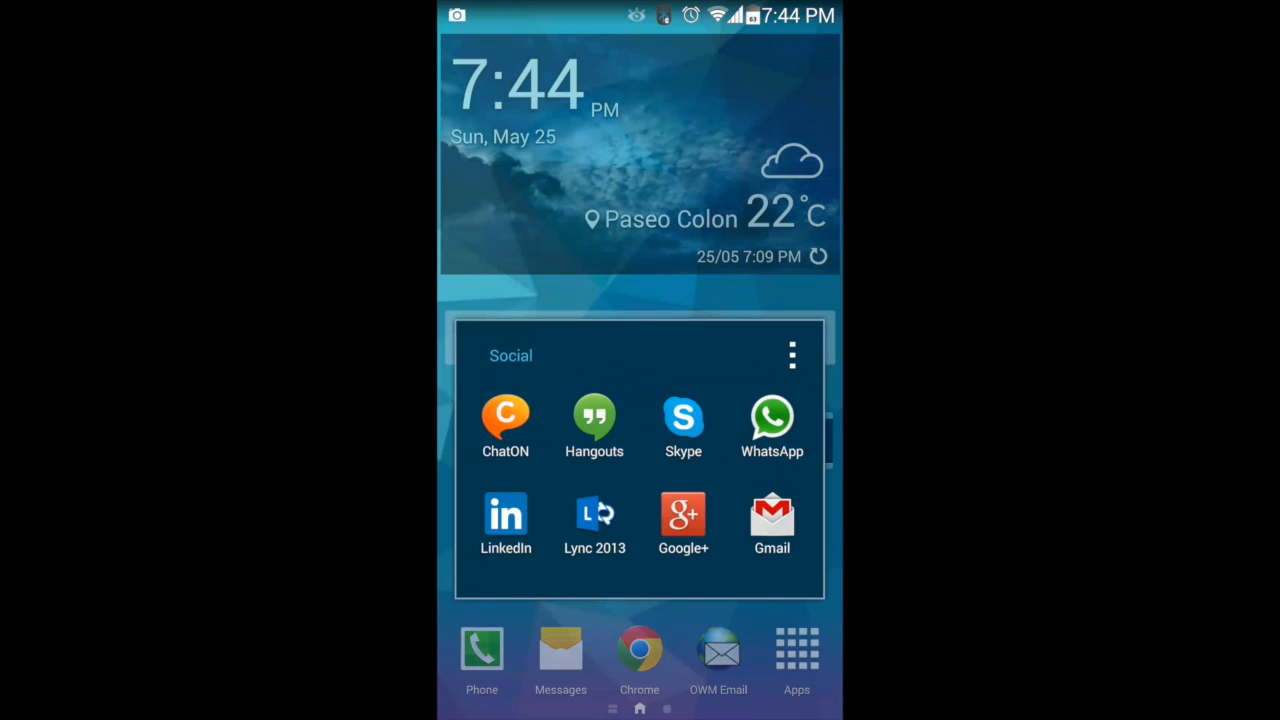 7:44 PM
7:44 PM
Sun, May 25
Paseo Colon 22°C
25/05 7:09 PM
Social
ChatON Hangouts Skype WhatsApp
LinkedIn Lync 2013 Google+ Gmail
Phone Messages Chrome OWM Email Apps